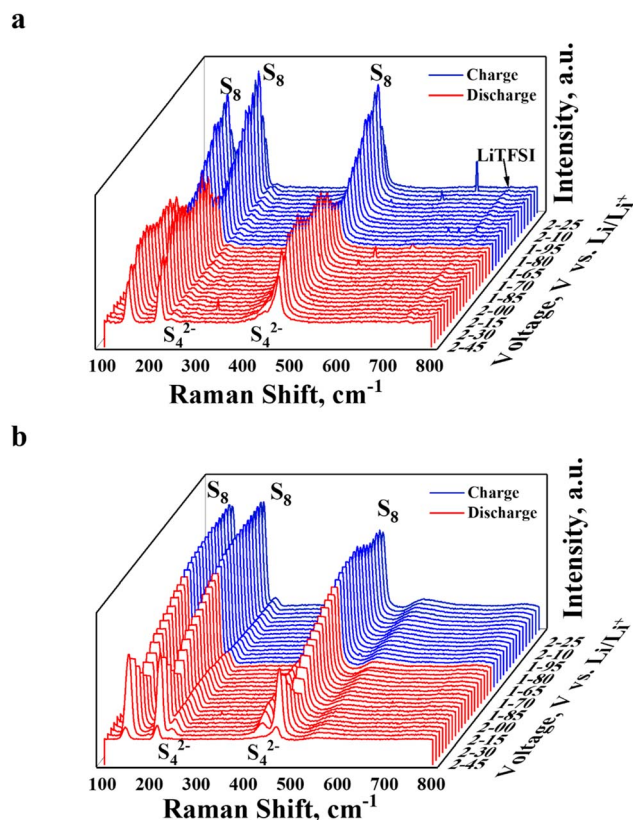 a
S₈ S₈ S₈
Charge
Discharge
LiTFSI
Intensity, a.u.
S₄²⁻ S₄²⁻
2-25
2-10
1-95
1-80
1-65
1-70
1-85
2-00
2-15
2-30
2-45
Voltage, V vs. Li/Li⁺
100 200 300 400 500 600 700 800
Raman Shift, cm⁻¹
b
S₈ S₈ S₈
Charge
Discharge
Intensity, a.u.
S₄²⁻ S₄²⁻
2-25
2-10
1-95
1-80
1-65
1-70
1-85
2-00
2-15
2-30
2-45
Voltage, V vs. Li/Li⁺
100 200 300 400 500 600 700 800
Raman Shift, cm⁻¹